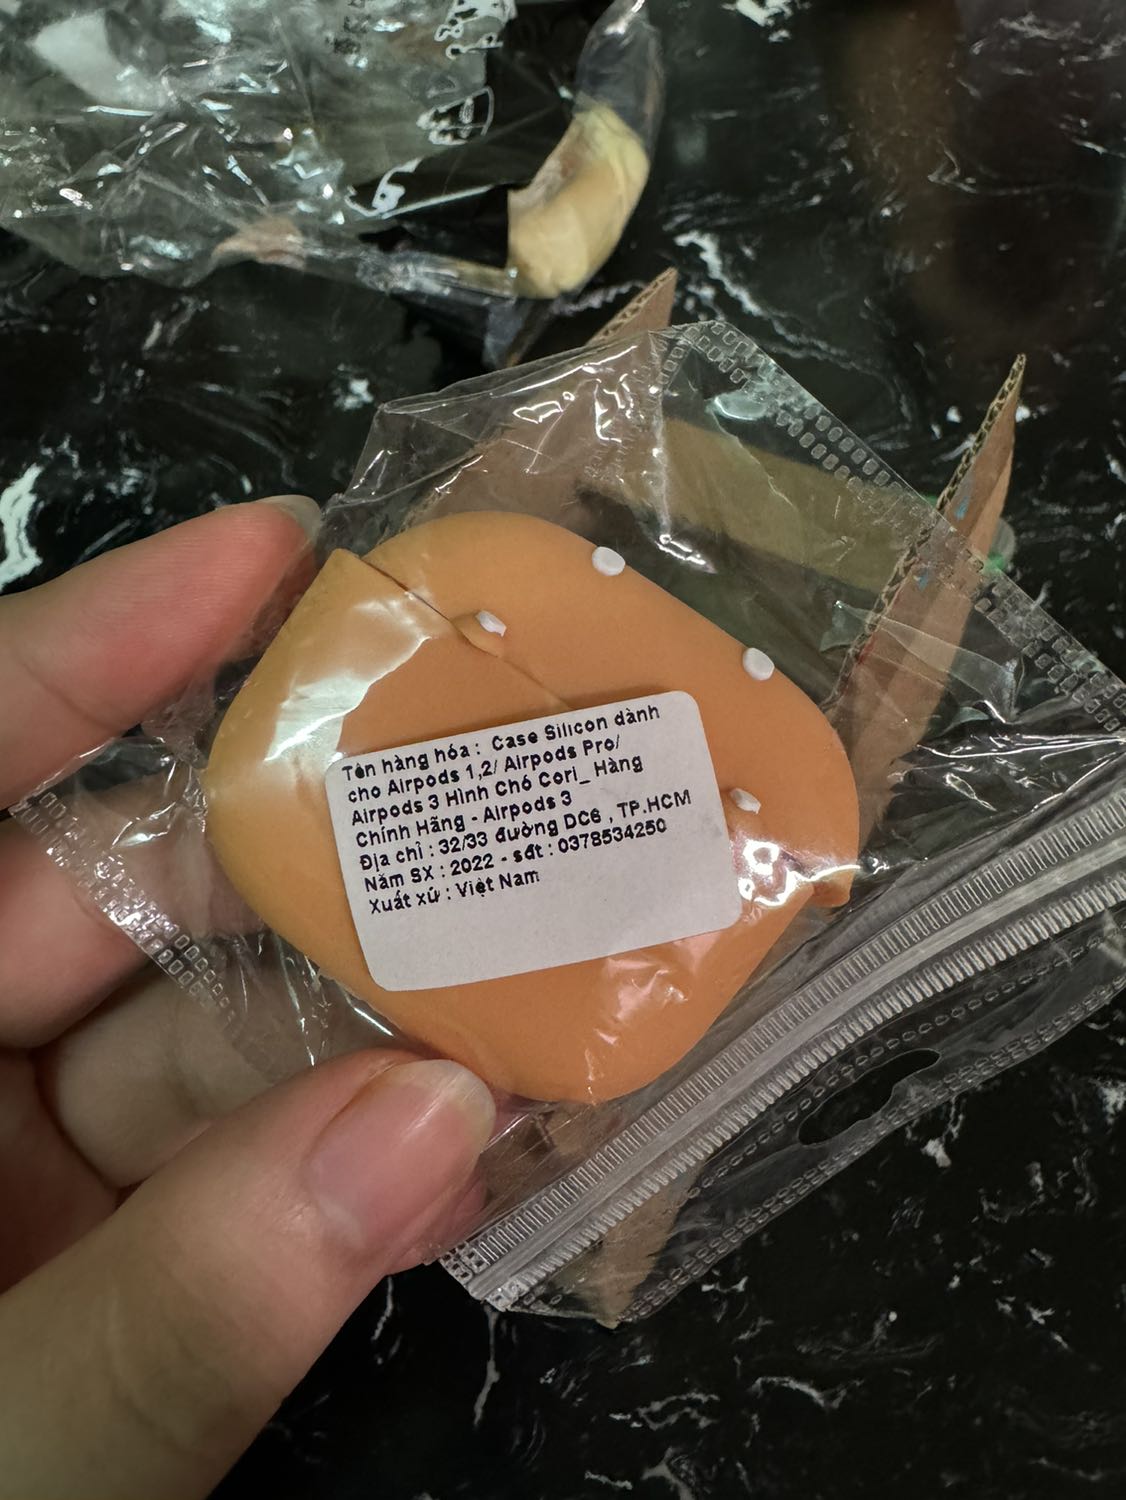 Tên hàng hóa : Case Silicon dành
cho Airpods 1,2/ Airpods Pro/
Airpods 3 Hình Chó Cori_ Hàng
Chính Hãng - Airpods 3
Địa chỉ : 32/33 đường DC6 , TP.HCM
Năm SX : 2022 - sđt : 0378534250
Xuất xứ : Việt Nam